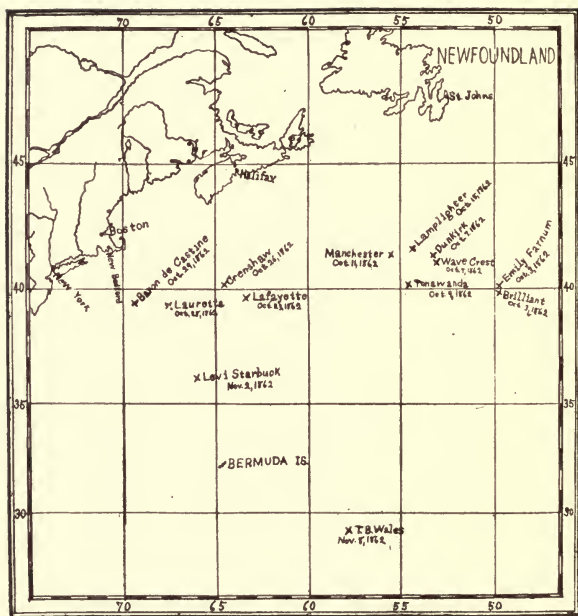 70 65 60 55 50
NEWFOUNDLAND
St. Johns
45 45
Halifax
Boston
New Bedford
New York
Lamplighter
Oct. 15, 1862
Dunkirk
Oct. 7, 1862
Manchester
Oct. 11, 1862
Wave Crest
Oct. 7, 1862
Emily Farnum
Oct. 3, 1862
Brilliant
Oct. 3, 1862
Tonawanda
Oct. 9, 1862
Baron de Castine
Oct. 29, 1862
Crenshaw
Oct. 26, 1862
Lauretta
Oct. 28, 1862
Lafayette
Oct. 23, 1862
40 40
Levi Starbuck
Nov. 2, 1862
35 35
BERMUDA IS.
30 30
T.B. Wales
Nov. 8, 1862
70 65 60 55 50